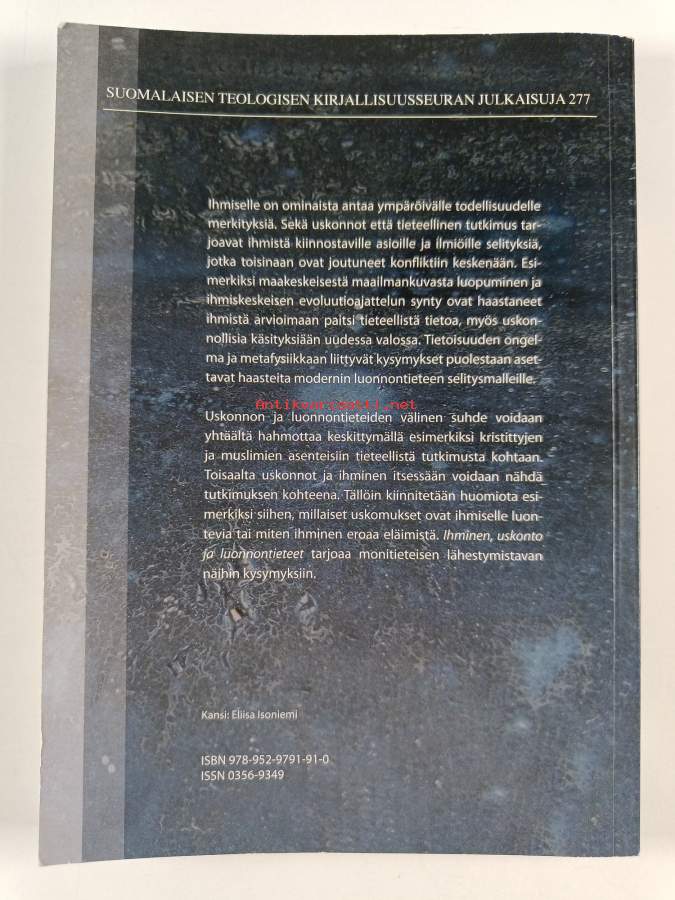 SUOMALAISEN TEOLOGISEN KIRJALLISUUSSEURAN JULKAISUJA 277
Ihmiselle on ominaista antaa ympäröivälle todellisuudelle
merkityksiä. Sekä uskonnot että tieteellinen tutkimus tar-
joavat ihmistä kiinnostaville asioille ja ilmiöille selityksiä,
jotka toisinaan ovat joutuneet konfliktiin keskenään. Esi-
merkiksi maakeskeisestä maailmankuvasta luopuminen ja
ihmiskeskeisen evoluutioajattelun synty ovat haastaneet
ihmistä arvioimaan paitsi tieteellistä tietoa, myös uskon-
nollisia käsityksiään uudessa valossa. Tietoisuuden ongel-
ma ja metafysiikkaan liittyvät kysymykset puolestaan aset-
tavat haasteita modernin luonnontieteen selitysmalleille.
Antikvariaatti.net
Uskonnon ja luonnontieteiden välinen suhde voidaan
yhtäältä hahmottaa keskittymällä esimerkiksi kristittyjen
ja muslimien asenteisiin tieteellistä tutkimusta kohtaan.
Toisaalta uskonnot ja ihminen itsessään voidaan nähdä
tutkimuksen kohteena. Tällöin kiinnitetään huomiota esi-
merkiksi siihen, millaiset uskomukset ovat ihmiselle luon-
tevia tai miten ihminen eroaa eläimistä. Ihminen, uskonto
ja luonnontieteet tarjoaa monitieteisen lähestymistavan
näihin kysymyksiin.
Kansi: Eliisa Isoniemi
ISBN 978-952-9791-91-0
ISSN 0356-9349